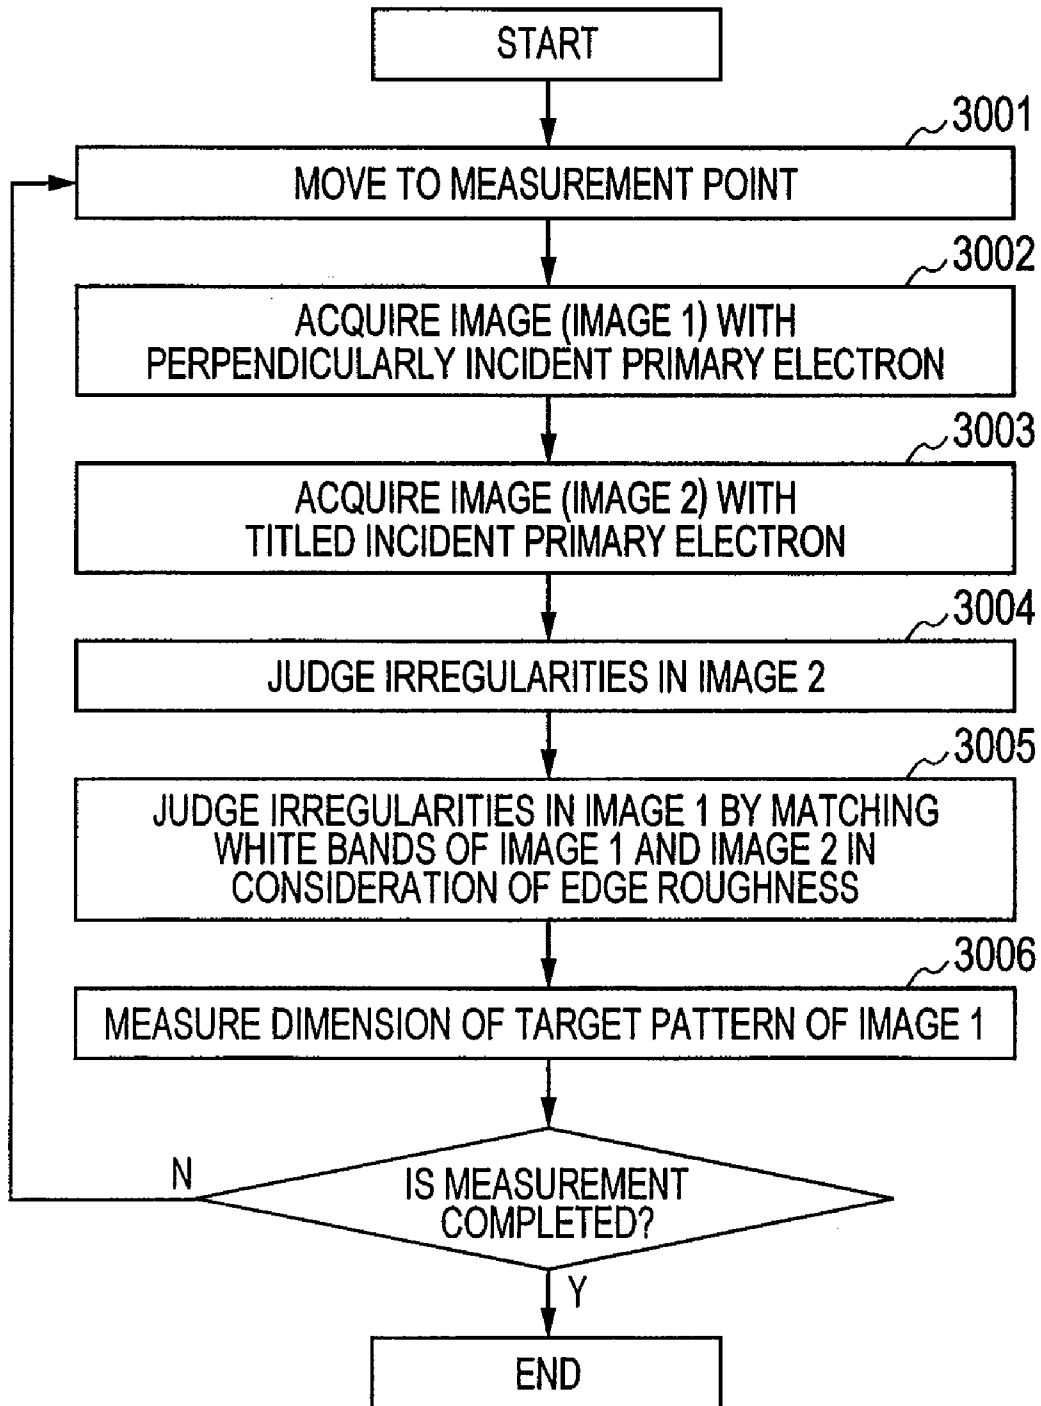 START
3001
MOVE TO MEASUREMENT POINT
3002
ACQUIRE IMAGE (IMAGE 1) WITH
PERPENDICULARLY INCIDENT PRIMARY ELECTRON
3003
ACQUIRE IMAGE (IMAGE 2) WITH
TITLED INCIDENT PRIMARY ELECTRON
3004
JUDGE IRREGULARITIES IN IMAGE 2
3005
JUDGE IRREGULARITIES IN IMAGE 1 BY MATCHING
WHITE BANDS OF IMAGE 1 AND IMAGE 2 IN
CONSIDERATION OF EDGE ROUGHNESS
3006
MEASURE DIMENSION OF TARGET PATTERN OF IMAGE 1
N
IS MEASUREMENT
COMPLETED?
Y
END